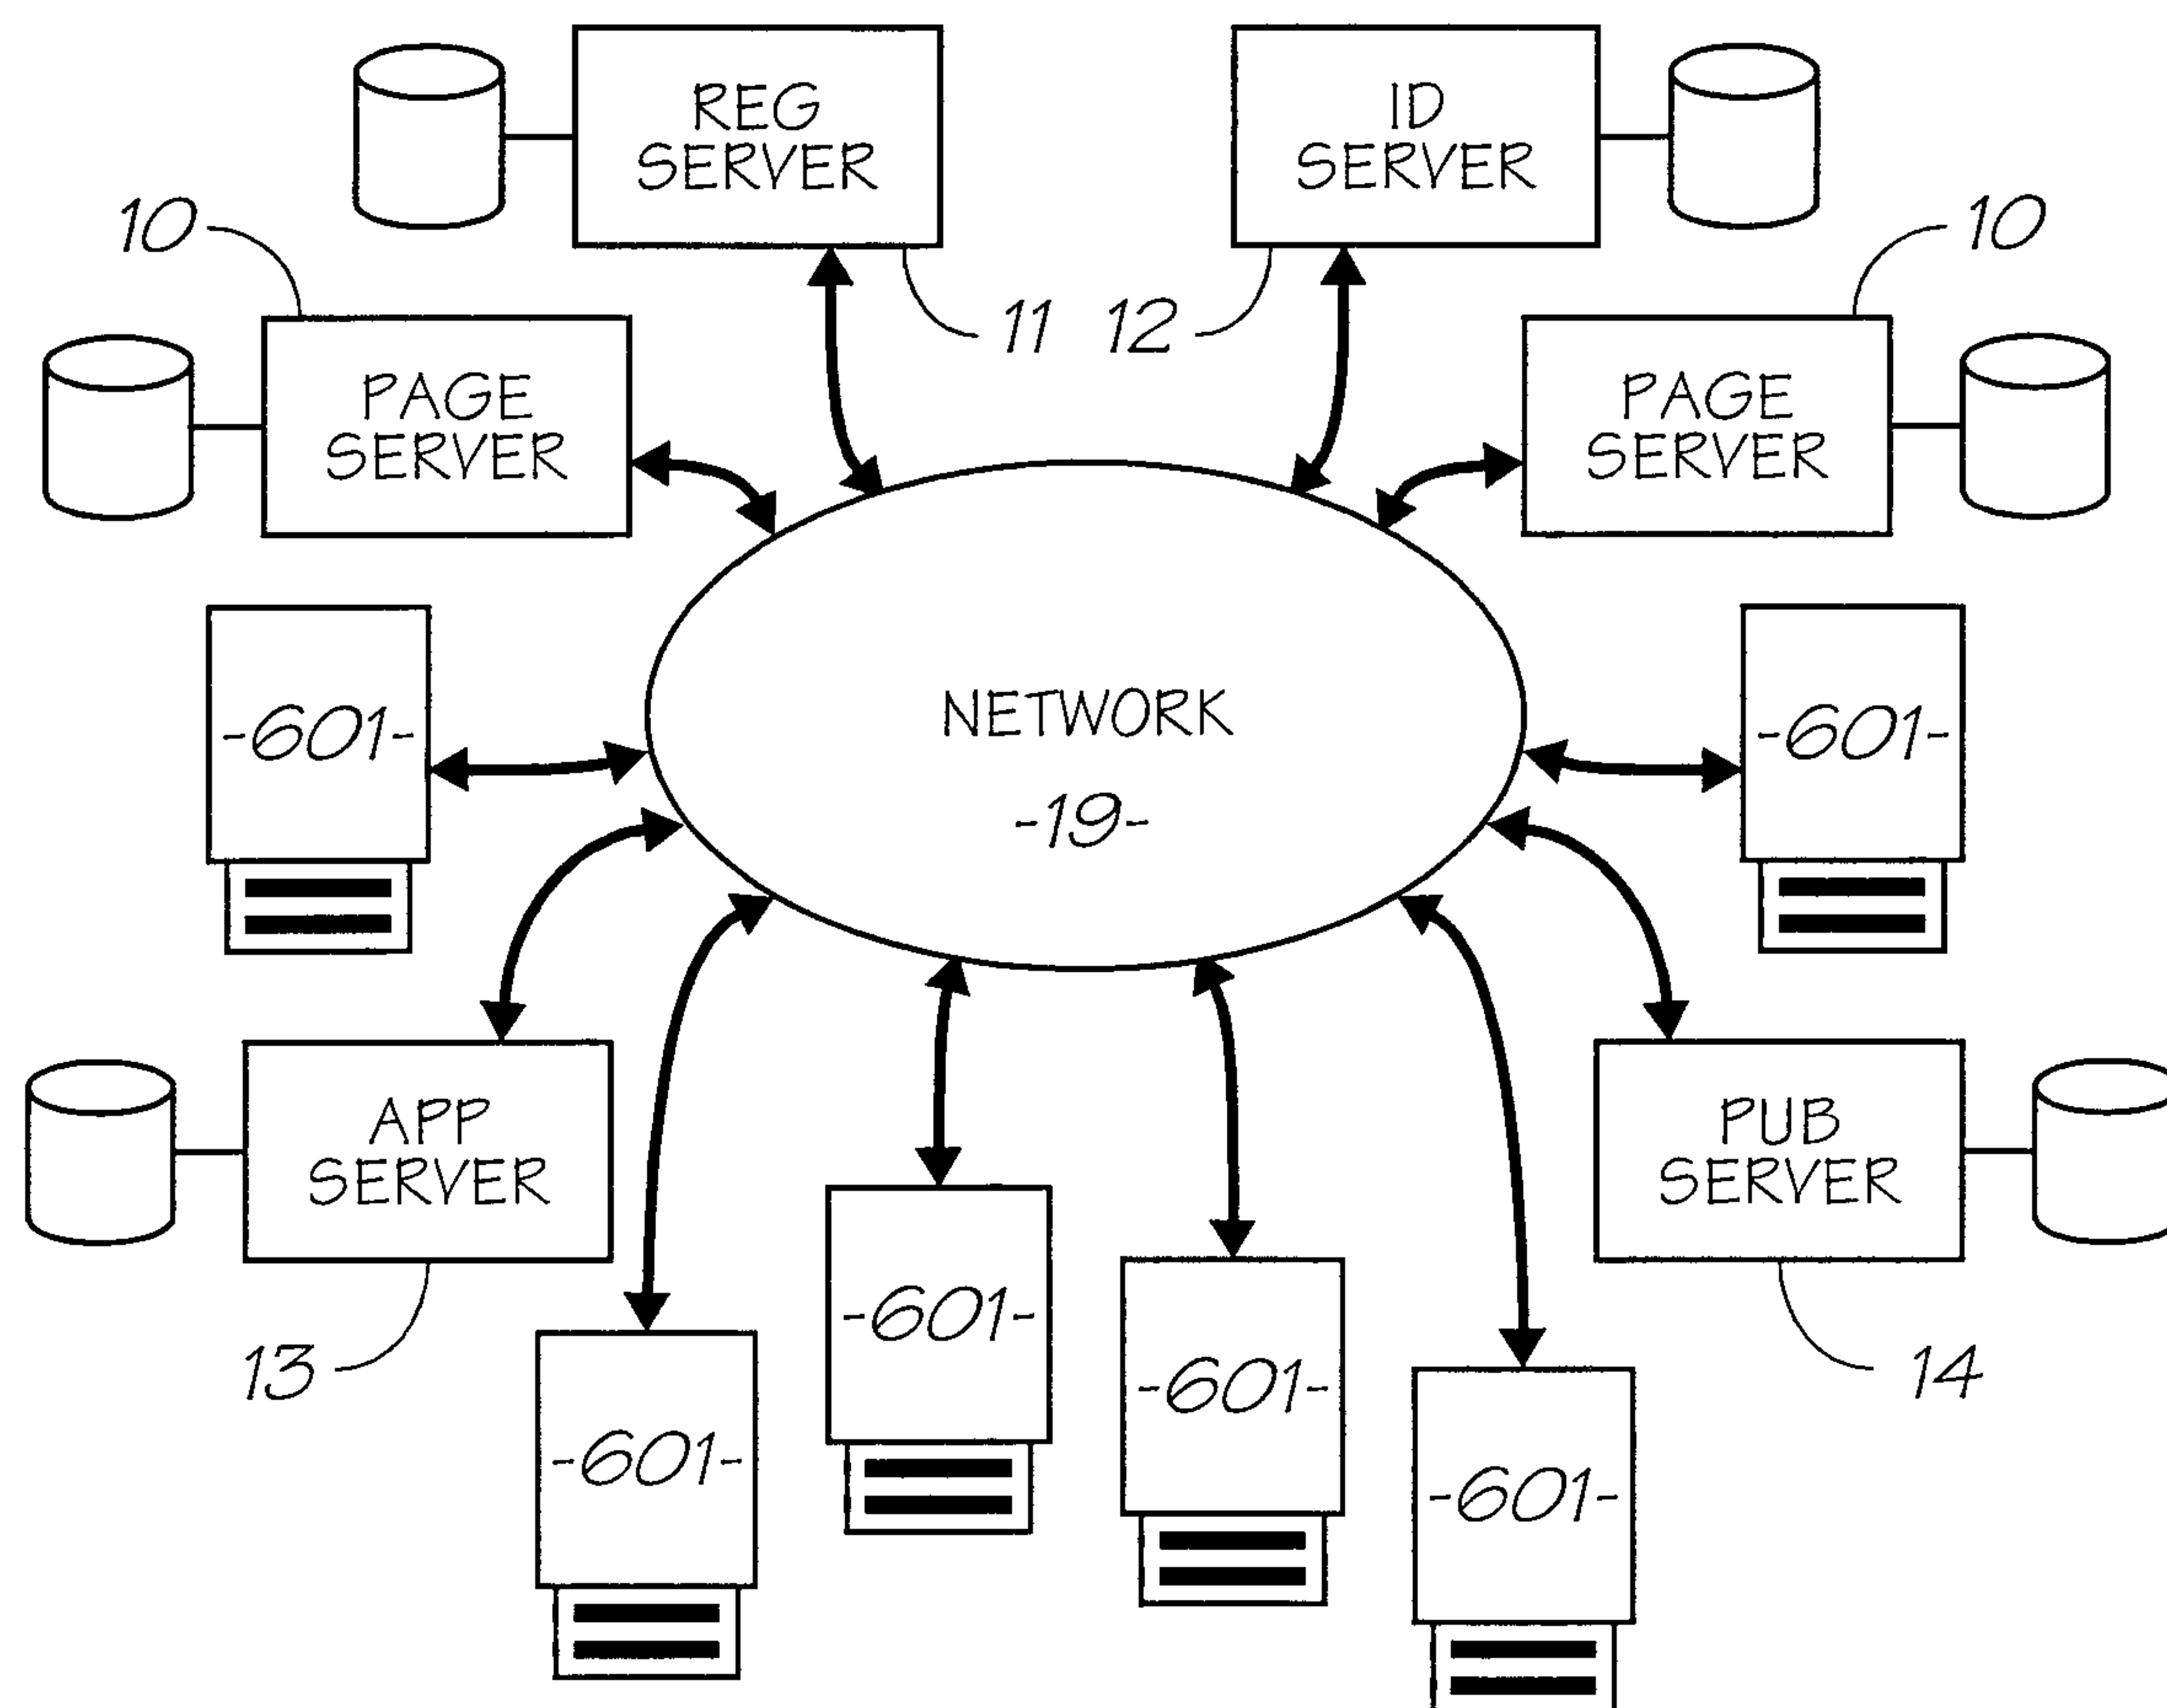 REG
SERVER
ID
SERVER
10
10
11
12
PAGE
SERVER
PAGE
SERVER
-601-
NETWORK
-19-
-601-
APP
SERVER
PUB
SERVER
13
-601-
-601-
-601-
-601-
14